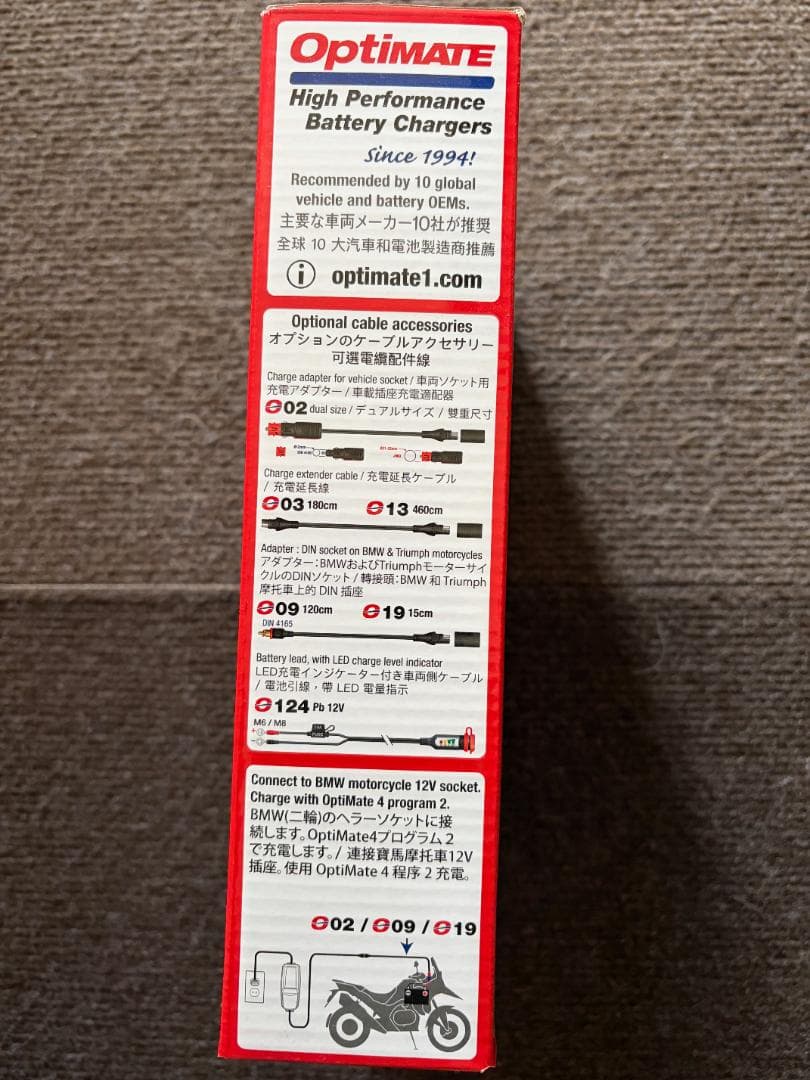 OptiMATE
High Performance
Battery Chargers
Since 1994!
Recommended by 10 global
vehicle and battery OEMs.
主要な車両メーカー10社が推奨
全球 10 大汽車和電池製造商推薦
i optimate1.com
Optional cable accessories
オプションのケーブルアクセサリー
可選電纜配件線
Charge adapter for vehicle socket / 車両ソケット用
充電アダプター / 車載插座充電適配器
O02 dual size / デュアルサイズ / 雙重尺寸
Charge extender cable / 充電延長ケーブル
/ 充電延長線
O03 180cm O13 460cm
Adapter : DIN socket on BMW & Triumph motorcycles
アダプター：BMWおよびTriumphモーターサイ
クルのDINソケット / 轉接頭：BMW 和 Triumph
摩托車上的 DIN 插座
O09 120cm O19 15cm
DIN 4165
Battery lead, with LED charge level indicator
LED充電インジケーター付き車両側ケーブル
/ 電池引線，帶 LED 電量指示
O124 Pb 12V
M6 / M8
FUSE
Connect to BMW motorcycle 12V socket.
Charge with OptiMate 4 program 2.
BMW(二輪)のヘラーソケットに接
続します。OptiMate4プログラム 2
で充電します。/ 連接寶馬摩托車12V
插座。使用 OptiMate 4 程序 2 充電。
O02 / O09 / O19